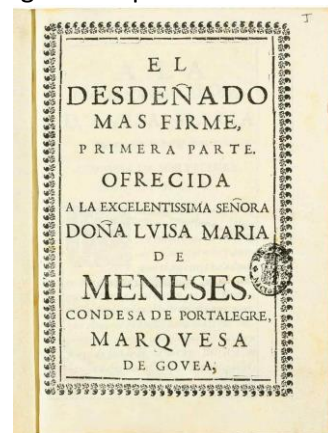 EL
DESDEÑADO
MAS FIRME,
PRIMERA PARTE.
OFRECIDA
A LA EXCELENTISSIMA SEÑORA
DOÑA LVISA MARIA
DE
MENESES,
CONDESA DE PORTALEGRE,
MARQVESA
DE GOVEA,